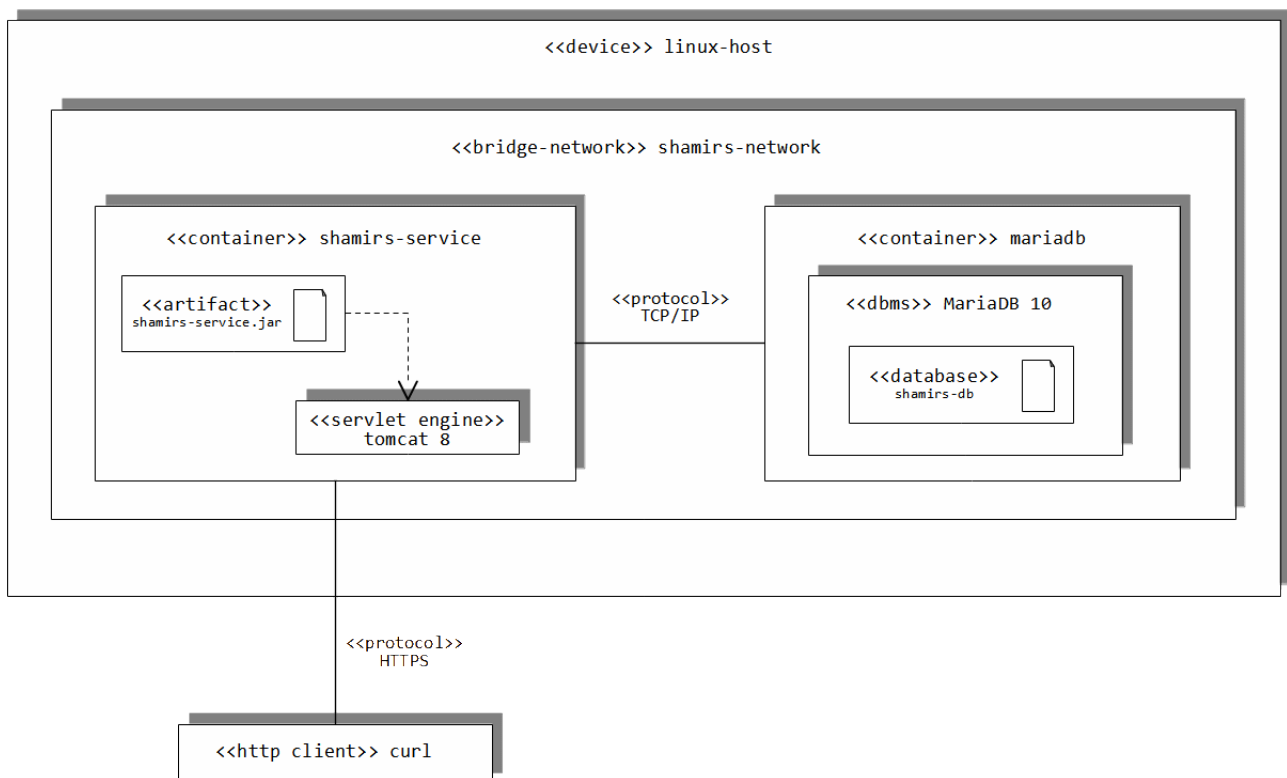 <<device>> linux-host
<<bridge-network>> shamirs-network
<<container>> shamirs-service
<<artifact>>
shamirs-service.jar
<<servlet engine>>
tomcat 8
<<protocol>>
TCP/IP
<<container>> mariadb
<<dbms>> MariaDB 10
<<database>>
shamirs-db
<<protocol>>
HTTPS
<<http client>> curl